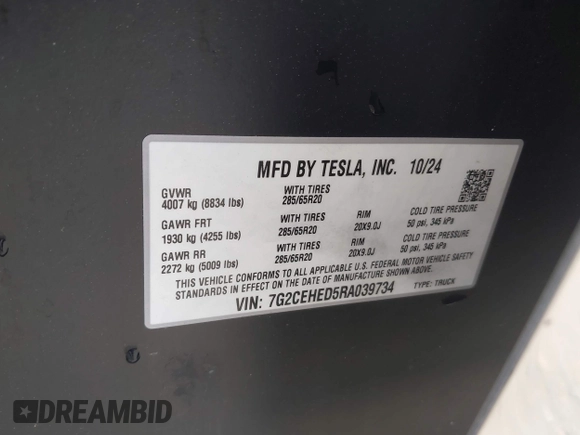 MFD BY TESLA, INC. 10/24
GVWR WITH TIRES
4007 kg (8834 lbs) 285/65R20
GAWR FRT WITH TIRES RIM COLD TIRE PRESSURE
1930 kg (4255 lbs) 285/65R20 20X9.0J 50 psi, 345 kPa
GAWR RR WITH TIRES RIM COLD TIRE PRESSURE
2272 kg (5009 lbs) 285/65R20 20X9.0J 50 psi, 345 kPa
THIS VEHICLE CONFORMS TO ALL APPLICABLE U.S. FEDERAL MOTOR VEHICLE SAFETY
STANDARDS IN EFFECT ON THE DATE OF MANUFACTURE SHOWN ABOVE.
VIN: 7G2CEHED5RA039734 TYPE: TRUCK
DREAMBID